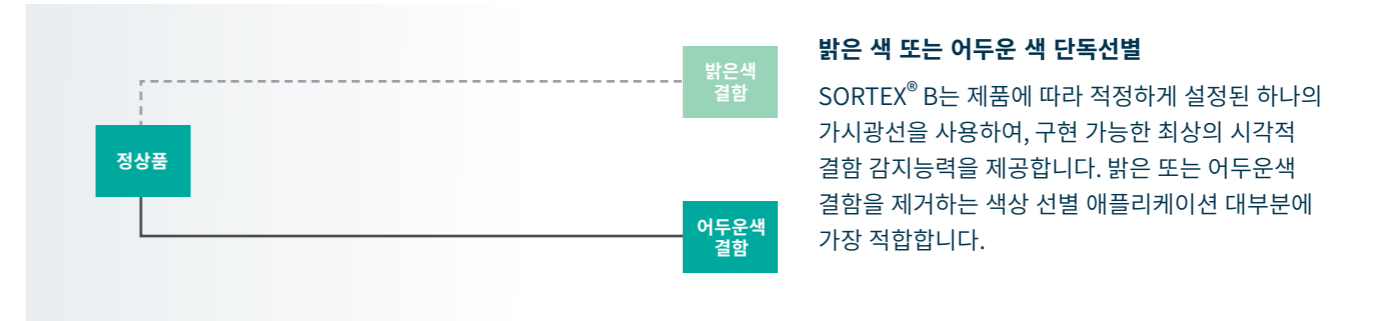 밝은색
결함
정상품
어두운색
결함
밝은 색 또는 어두운 색 단독선별
SORTEX® B는 제품에 따라 적정하게 설정된 하나의
가시광선을 사용하여, 구현 가능한 최상의 시각적
결함 감지능력을 제공합니다. 밝은 또는 어두운색
결함을 제거하는 색상 선별 애플리케이션 대부분에
가장 적합합니다.